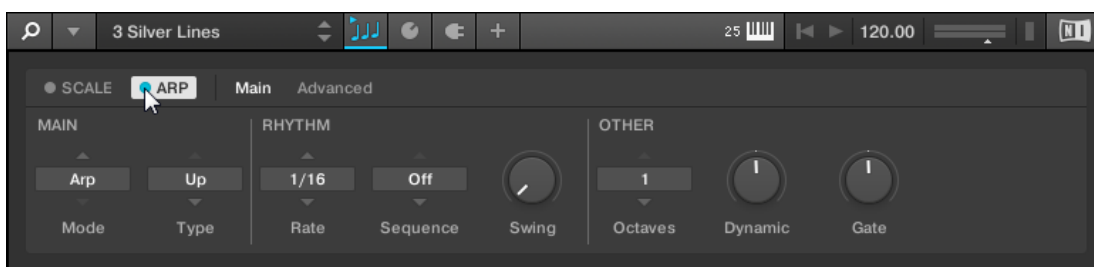 3 Silver Lines 25 120.00 NI
SCALE ARP Main Advanced
MAIN RHYTHM OTHER
Arp Up 1/16 Off 1
Mode Type Rate Sequence Swing Octaves Dynamic Gate